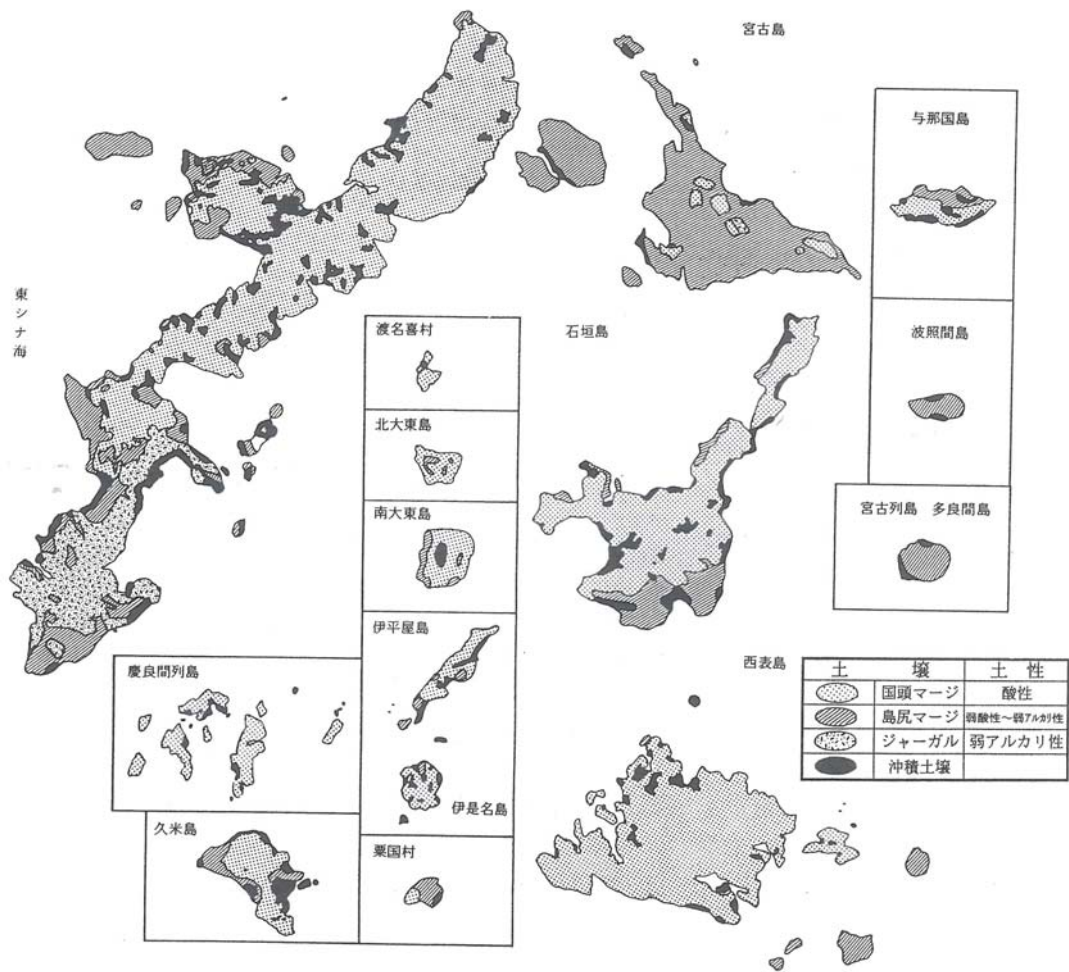 宮古島
与那国島
東シナ海
渡名喜村
石垣島
波照間島
北大東島
南大東島
宮古列島 多良間島
伊平屋島
慶良間列島
西表島
土壌 土性
国頭マージ 酸性
島尻マージ 弱酸性~弱アルカリ性
ジャーガル 弱アルカリ性
沖積土壌
伊是名島
久米島
粟国村